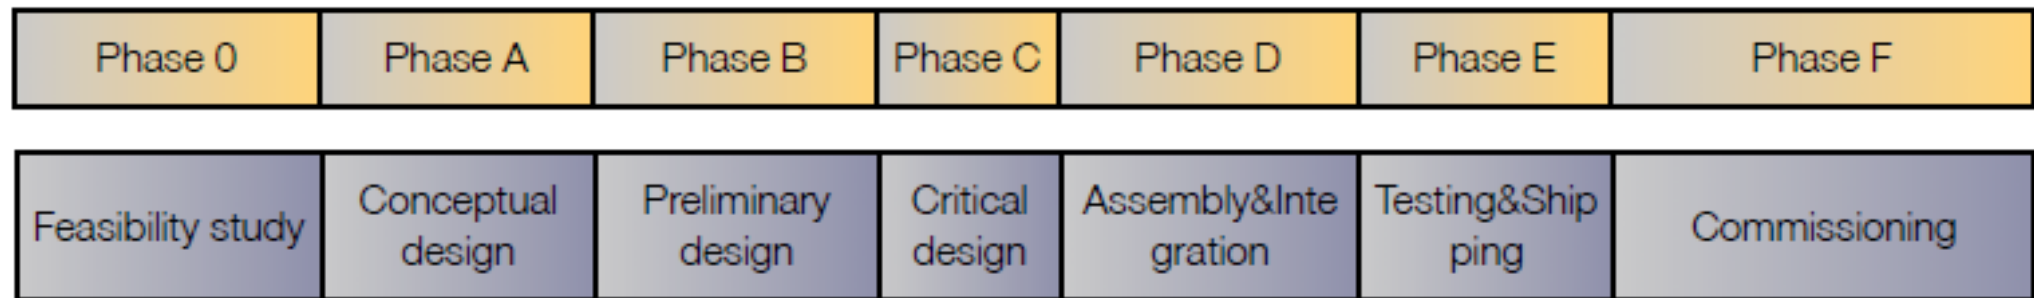 Phase 0 Phase A Phase B Phase C Phase D Phase E Phase F
Feasibility study
Conceptual
design
Preliminary
design
Critical
design
Assembly&Inte
gration
Testing&Ship
ping
Commissioning